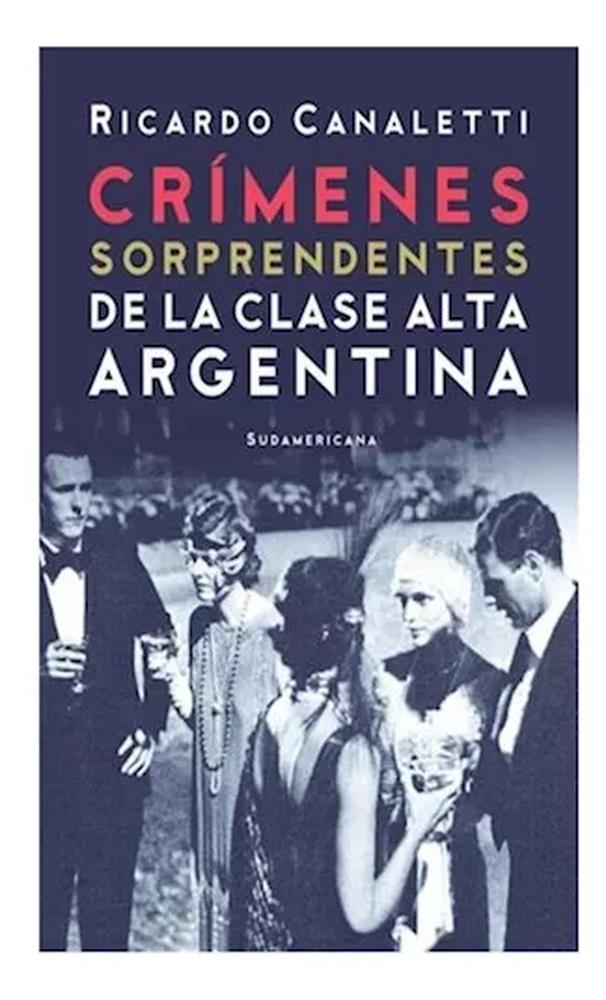 RICARDO CANALETTI
CRÍMENES
SORPRENDENTES
DE LA CLASE ALTA
ARGENTINA
SUDAMERICANA